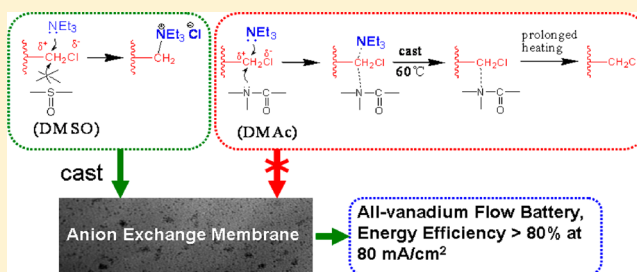 NEt3
δ+ δ-
CH2Cl
S
O
(DMSO)
⊕
NEt3 Cl⊖
CH2
NEt3
δ+ δ-
CH2Cl
N—C
O
(DMAc)
NEt3
CH2Cl
N—C
O
cast
60℃
CH2Cl
N—C
O
prolonged
heating
CH2C
cast
Anion Exchange Membrane
All-vanadium Flow Battery,
Energy Efficiency > 80% at
80 mA/cm2